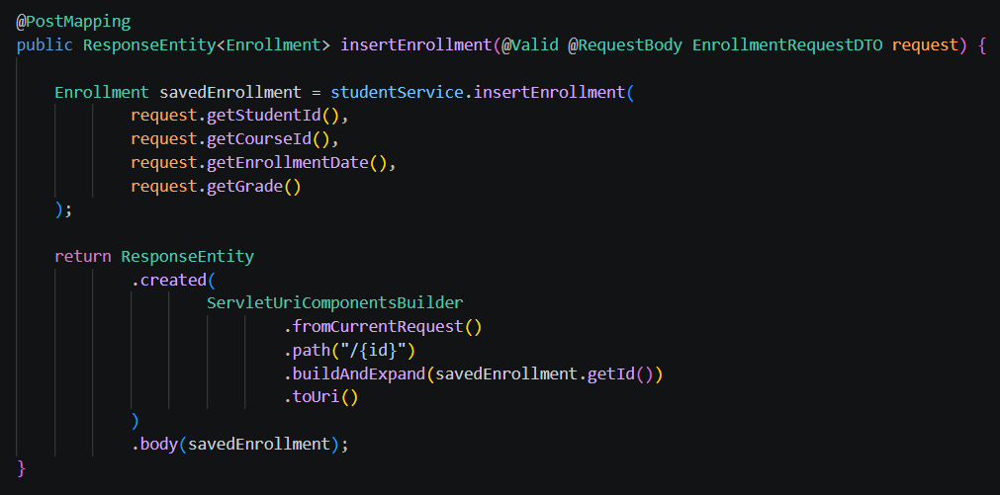 @PostMapping
public ResponseEntity<Enrollment> insertEnrollment(@Valid @RequestBody EnrollmentRequestDTO request) {
Enrollment savedEnrollment = studentService.insertEnrollment(
request.getStudentId(),
request.getCourseId(),
request.getEnrollmentDate(),
request.getGrade()
);
return ResponseEntity
.created(
ServletUriComponentsBuilder
.fromCurrentRequest()
.path("/{id}")
.buildAndExpand(savedEnrollment.getId())
.toUri()
)
.body(savedEnrollment);
}